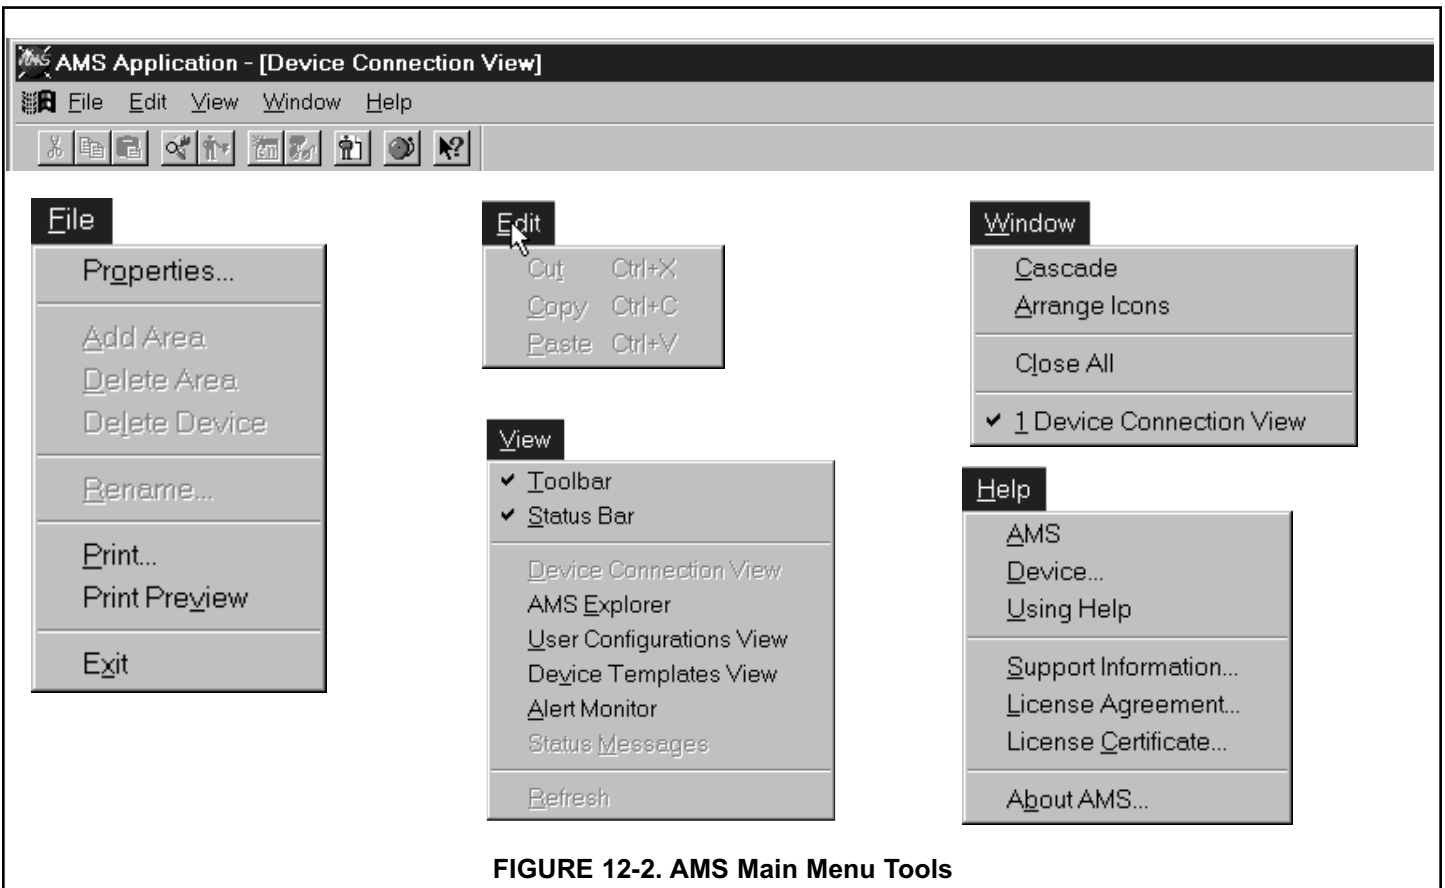 AMS Application - [Device Connection View]
File Edit View Window Help
File
Properties...
Add Area
Delete Area
Delete Device
Rename...
Print...
Print Preview
Exit
Edit
Cut Ctrl+X
Copy Ctrl+C
Paste Ctrl+V
View
Toolbar
Status Bar
Device Connection View
AMS Explorer
User Configurations View
Device Templates View
Alert Monitor
Status Messages
Refresh
Window
Cascade
Arrange Icons
Close All
1 Device Connection View
Help
AMS
Device...
Using Help
Support Information...
License Agreement...
License Certificate...
About AMS...
FIGURE 12-2. AMS Main Menu Tools